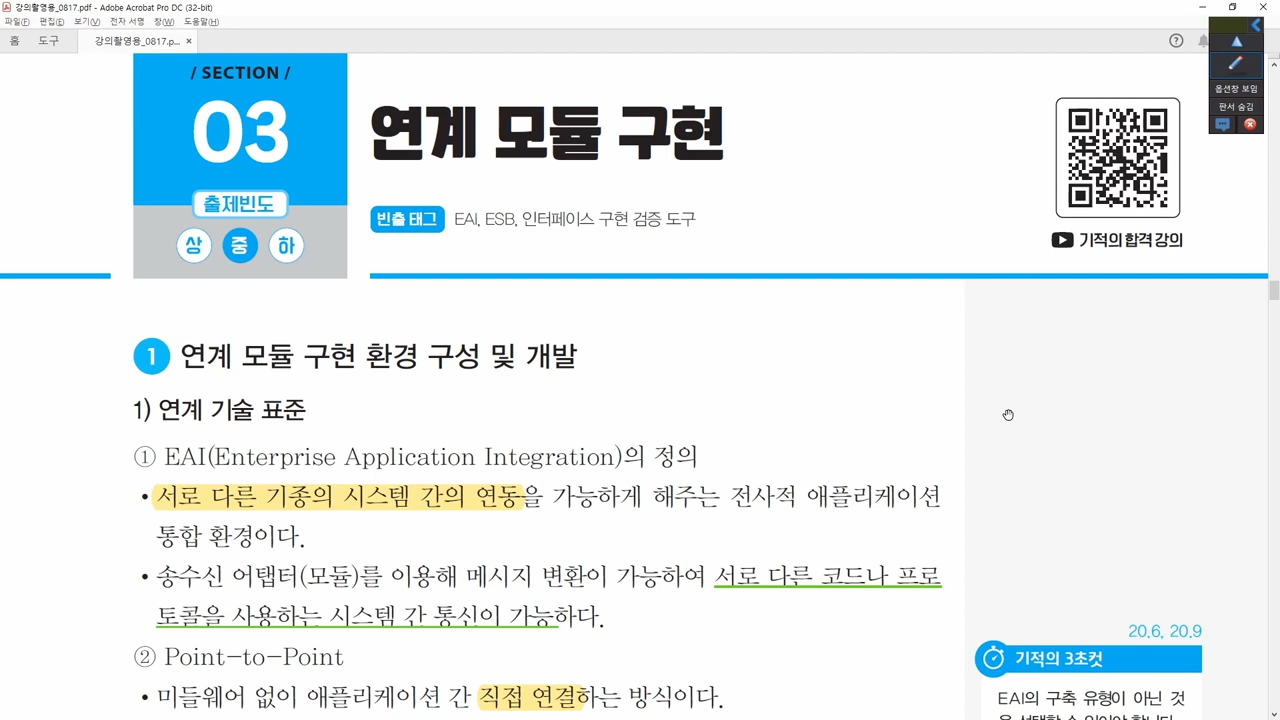 강의촬영용_0817.pdf - Adobe Acrobat Pro DC (32-bit)
파일(F) 편집(E) 보기(V) 전자 서명 창(W) 도움말(H)
홈 도구 강의촬영용_0817.p... ×
옵션창 보임
판서 숨김
/ SECTION /
03
출제빈도
상 중 하
연계 모듈 구현
빈출 태그 EAI, ESB, 인터페이스 구현 검증 도구
기적의 합격 강의
1 연계 모듈 구현 환경 구성 및 개발
1) 연계 기술 표준
① EAI(Enterprise Application Integration)의 정의
• 서로 다른 기종의 시스템 간의 연동을 가능하게 해주는 전사적 애플리케이션
통합 환경이다.
• 송수신 어탭터(모듈)를 이용해 메시지 변환이 가능하여 서로 다른 코드나 프로
토콜을 사용하는 시스템 간 통신이 가능하다.
② Point-to-Point
• 미들웨어 없이 애플리케이션 간 직접 연결하는 방식이다.
20.6, 20.9
기적의 3초컷
EAI의 구축 유형이 아닌 것